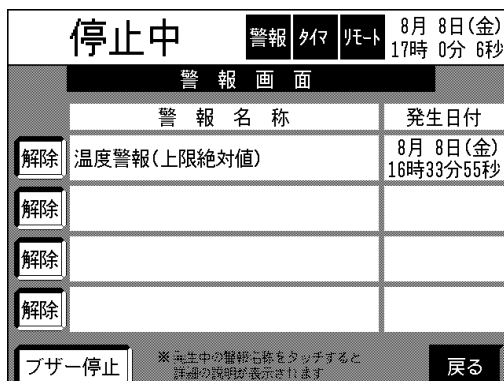 停止中
警報 タイマ リモート
8月 8日(金)
17時 0分 6秒
警報画面
警報名称 発生日付
解除 温度警報(上限絶対値) 8月 8日(金)
16時33分55秒
解除
解除
解除
ブザー停止
※発生中の警報名称をタッチすると
詳細の説明が表示されます
戻る